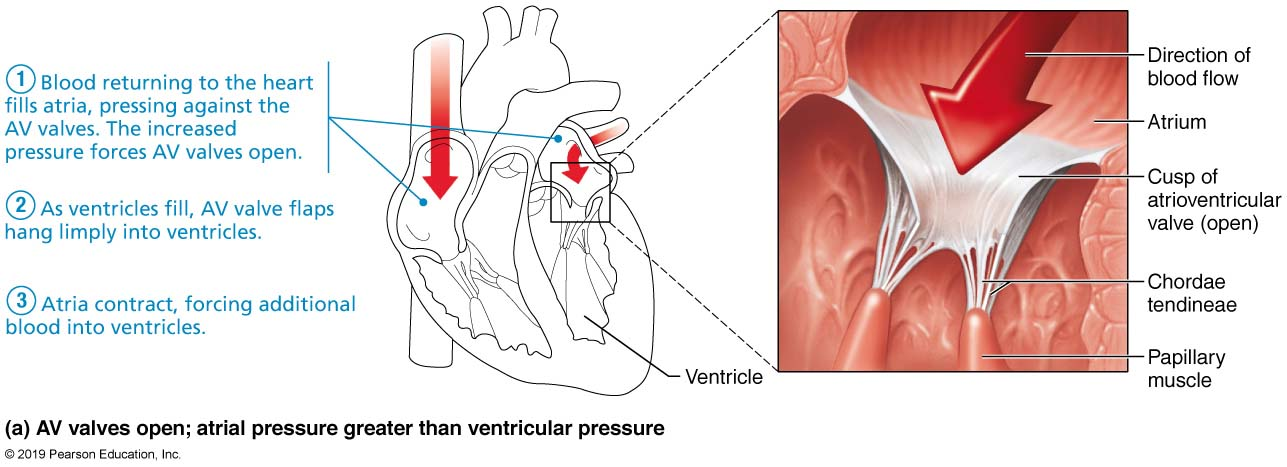 ① Blood returning to the heart
fills atria, pressing against the
AV valves. The increased
pressure forces AV valves open.
② As ventricles fill, AV valve flaps
hang limply into ventricles.
③ Atria contract, forcing additional
blood into ventricles.
Ventricle
Direction of
blood flow
Atrium
Cusp of
atrioventricular
valve (open)
Chordae
tendineae
Papillary
muscle
(a) AV valves open; atrial pressure greater than ventricular pressure
© 2019 Pearson Education, Inc.